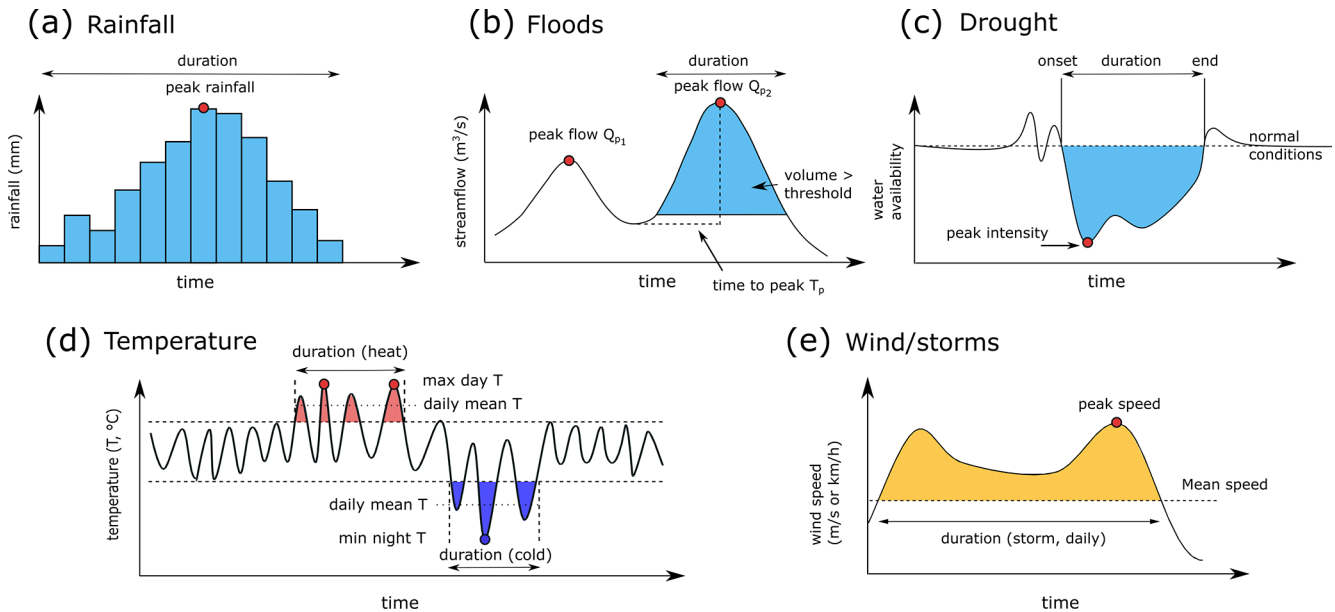 (a) Rainfall
duration
peak rainfall
rainfall (mm)
time
(b) Floods
duration
peak flow Qp2
peak flow Qp1
streamflow (m³/s)
volume >
threshold
time
time to peak Tp
(c) Drought
onset duration end
normal
conditions
water
availability
peak intensity
time
(d) Temperature
duration (heat)
max day T
daily mean T
temperature (T, °C)
daily mean T
min night T
duration (cold)
time
(e) Wind/storms
peak speed
wind speed
(m/s or km/h)
Mean speed
duration (storm, daily)
time